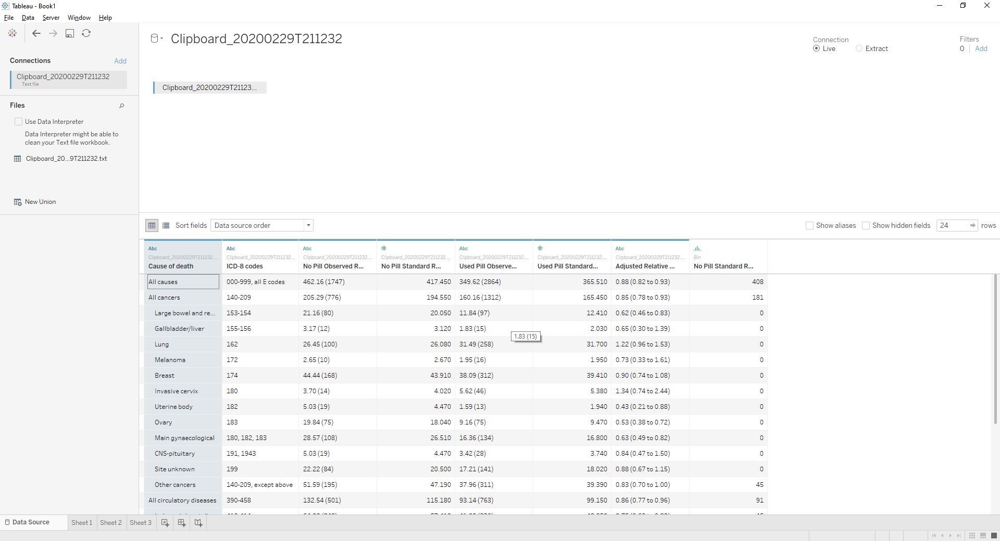 Tableau - Book1
File Data Server Window Help
Clipboard_20200229T211232
Connection
Live Extract
Filters
0 Add
Connections Add
Clipboard_20200229T211232
Text file
Clipboard_20200229T21123...
Files
Use Data Interpreter
Data Interpreter might be able to
clean your Text file workbook.
Clipboard_20...9T211232.txt
New Union
Sort fields Data source order Show aliases Show hidden fields 24 rows
Abc Abc Abc # Abc # Abc
Clipboard_20200229T211232.... Clipboard_20200229T211232... Clipboard_20200229T211232.... Clipboard_20200229T211232... Clipboard_20200229T211232.... Clipboard_20200229T211232... Clipboard_20200229T211232.... Bin
Cause of death ICD-8 codes No Pill Observed R... No Pill Standard R... Used Pill Observe... Used Pill Standard... Adjusted Relative ... No Pill Standard R...
All causes 000-999, all E codes 462.16 (1747) 417.450 349.62 (2864) 365.510 0.88 (0.82 to 0.93) 408
All cancers 140-209 205.29 (776) 194.550 160.16 (1312) 165.450 0.85 (0.78 to 0.93) 181
Large bowel and re... 153-154 21.16 (80) 20.050 11.84 (97) 12.410 0.62 (0.46 to 0.83) 0
Gallbladder/liver 155-156 3.17 (12) 3.120 1.83 (15) 2.030 0.65 (0.30 to 1.39) 0
1.83 (15)
Lung 162 26.45 (100) 26.080 31.49 (258) 31.700 1.22 (0.96 to 1.53) 0
Melanoma 172 2.65 (10) 2.670 1.95 (16) 1.950 0.73 (0.33 to 1.61) 0
Breast 174 44.44 (168) 43.910 38.09 (312) 39.410 0.90 (0.74 to 1.08) 0
Invasive cervix 180 3.70 (14) 4.020 5.62 (46) 5.380 1.34 (0.74 to 2.44) 0
Uterine body 182 5.03 (19) 4.470 1.59 (13) 1.940 0.43 (0.21 to 0.88) 0
Ovary 183 19.84 (75) 18.040 9.16 (75) 9.470 0.53 (0.38 to 0.72) 0
Main gynaecological 180, 182, 183 28.57 (108) 26.510 16.36 (134) 16.800 0.63 (0.49 to 0.82) 0
CNS-pituitary 191, 1943 5.03 (19) 4.470 3.42 (28) 3.740 0.84 (0.47 to 1.50) 0
Site unknown 199 22.22 (84) 20.500 17.21 (141) 18.020 0.88 (0.67 to 1.15) 0
Other cancers 140-209, except above 51.59 (195) 47.190 37.96 (311) 39.390 0.83 (0.70 to 1.00) 45
All circulatory diseases 390-458 132.54 (501) 115.180 93.14 (763) 99.150 0.86 (0.77 to 0.96) 91
Data Source Sheet 1 Sheet 2 Sheet 3